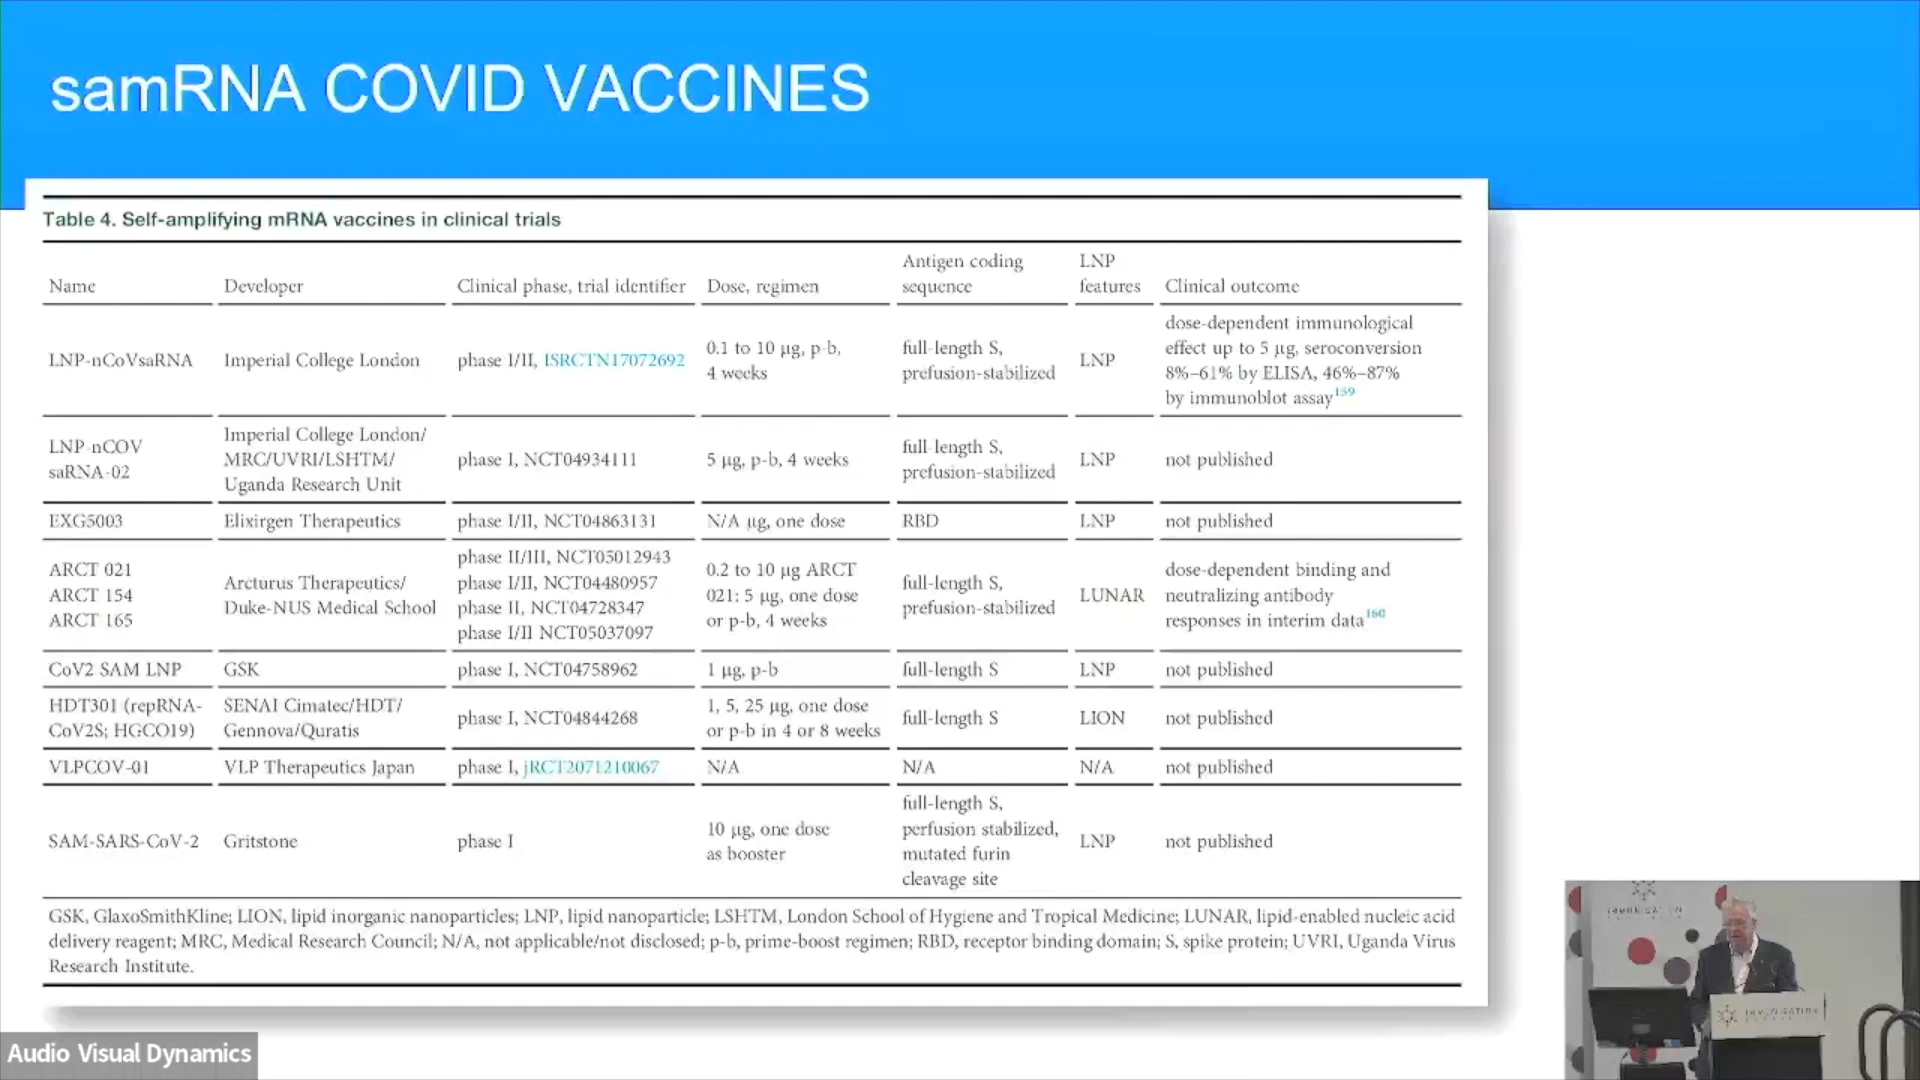 samRNA COVID VACCINES
Table 4. Self-amplifying mRNA vaccines in clinical trials
Name Developer Clinical phase, trial identifier Dose, regimen Antigen coding sequence LNP features Clinical outcome
LNP-nCoVsaRNA Imperial College London phase I/II, ISRCTN17072692 0.1 to 10 µg, p-b, 4 weeks full-length S, prefusion-stabilized LNP dose-dependent immunological effect up to 5 µg, seroconversion 8%–61% by ELISA, 46%–87% by immunoblot assay159
LNP-nCOV saRNA-02 Imperial College London/ MRC/UVRI/LSHTM/ Uganda Research Unit phase I, NCT04934111 5 µg, p-b, 4 weeks full-length S, prefusion-stabilized LNP not published
EXG5003 Elixirgen Therapeutics phase I/II, NCT04863131 N/A µg, one dose RBD LNP not published
ARCT 021 ARCT 154 ARCT 165 Arcturus Therapeutics/ Duke-NUS Medical School phase II/III, NCT05012943 phase I/II, NCT04480957 phase II, NCT04728347 phase I/II NCT05037097 0.2 to 10 µg ARCT 021: 5 µg, one dose or p-b, 4 weeks full-length S, prefusion-stabilized LUNAR dose-dependent binding and neutralizing antibody responses in interim data160
CoV2 SAM LNP GSK phase I, NCT04758962 1 µg, p-b full-length S LNP not published
HDT301 (repRNA-CoV2S; HGCO19) SENAI Cimatec/HDT/ Gennova/Quratis phase I, NCT04844268 1, 5, 25 µg, one dose or p-b in 4 or 8 weeks full-length S LION not published
VLPCOV-01 VLP Therapeutics Japan phase I, jRCT2071210067 N/A N/A N/A not published
SAM-SARS-CoV-2 Gritstone phase I 10 µg, one dose as booster full-length S, perfusion stabilized, mutated furin cleavage site LNP not published
GSK, GlaxoSmithKline; LION, lipid inorganic nanoparticles; LNP, lipid nanoparticle; LSHTM, London School of Hygiene and Tropical Medicine; LUNAR, lipid-enabled nucleic acid
delivery reagent; MRC, Medical Research Council; N/A, not applicable/not disclosed; p-b, prime-boost regimen; RBD, receptor binding domain; S, spike protein; UVRI, Uganda Virus
Research Institute.
Audio Visual Dynamics
IMMUNISATION
IMMUNISATION